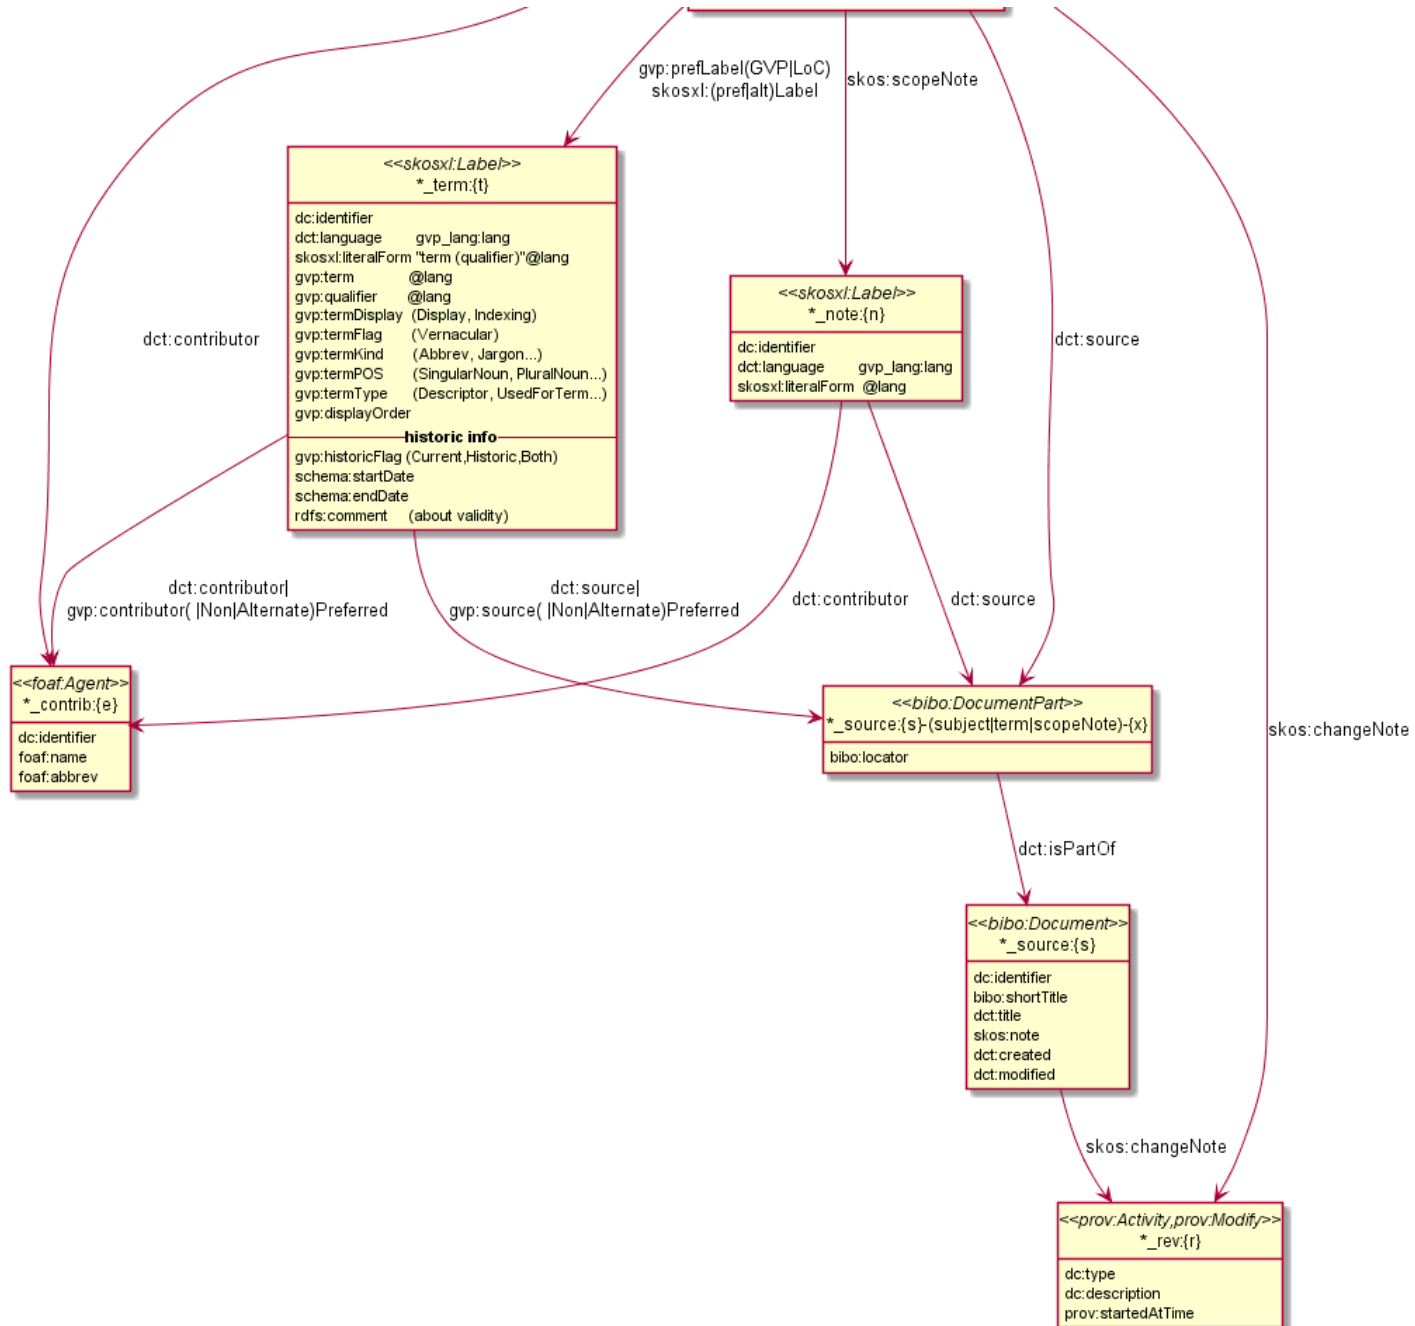 gvp:prefLabel(GVP|LoC)
skosxl:(pref|alt)Label
skos:scopeNote
<<skosxl:Label>>
*_term:{t}
dc:identifier
dct:language gvp_lang:lang
skosxl:literalForm "term (qualifier)"@lang
gvp:term @lang
gvp:qualifier @lang
gvp:termDisplay (Display, Indexing)
gvp:termFlag (Vernacular)
gvp:termKind (Abbrev, Jargon...)
gvp:termPOS (SingularNoun, PluralNoun...)
gvp:termType (Descriptor, UsedForTerm...)
gvp:displayOrder
historic info
gvp:historicFlag (Current,Historic,Both)
schema:startDate
schema:endDate
rdfs:comment (about validity)
<<skosxl:Label>>
*_note:{n}
dc:identifier
dct:language gvp_lang:lang
skosxl:literalForm @lang
dct:contributor
dct:source
dct:contributor|
gvp:contributor( |Non|Alternate)Preferred
dct:source|
gvp:source( |Non|Alternate)Preferred
dct:contributor
dct:source
<<foaf:Agent>>
*_contrib:{e}
dc:identifier
foaf:name
foaf:abbrev
<<bibo:DocumentPart>>
*_source:{s}-(subject|term|scopeNote)-{x}
bibo:locator
skos:changeNote
dct:isPartOf
<<bibo:Document>>
*_source:{s}
dc:identifier
bibo:shortTitle
dct:title
skos:note
dct:created
dct:modified
skos:changeNote
<<prov:Activity,prov:Modify>>
*_rev:{r}
dc:type
dc:description
prov:startedAtTime